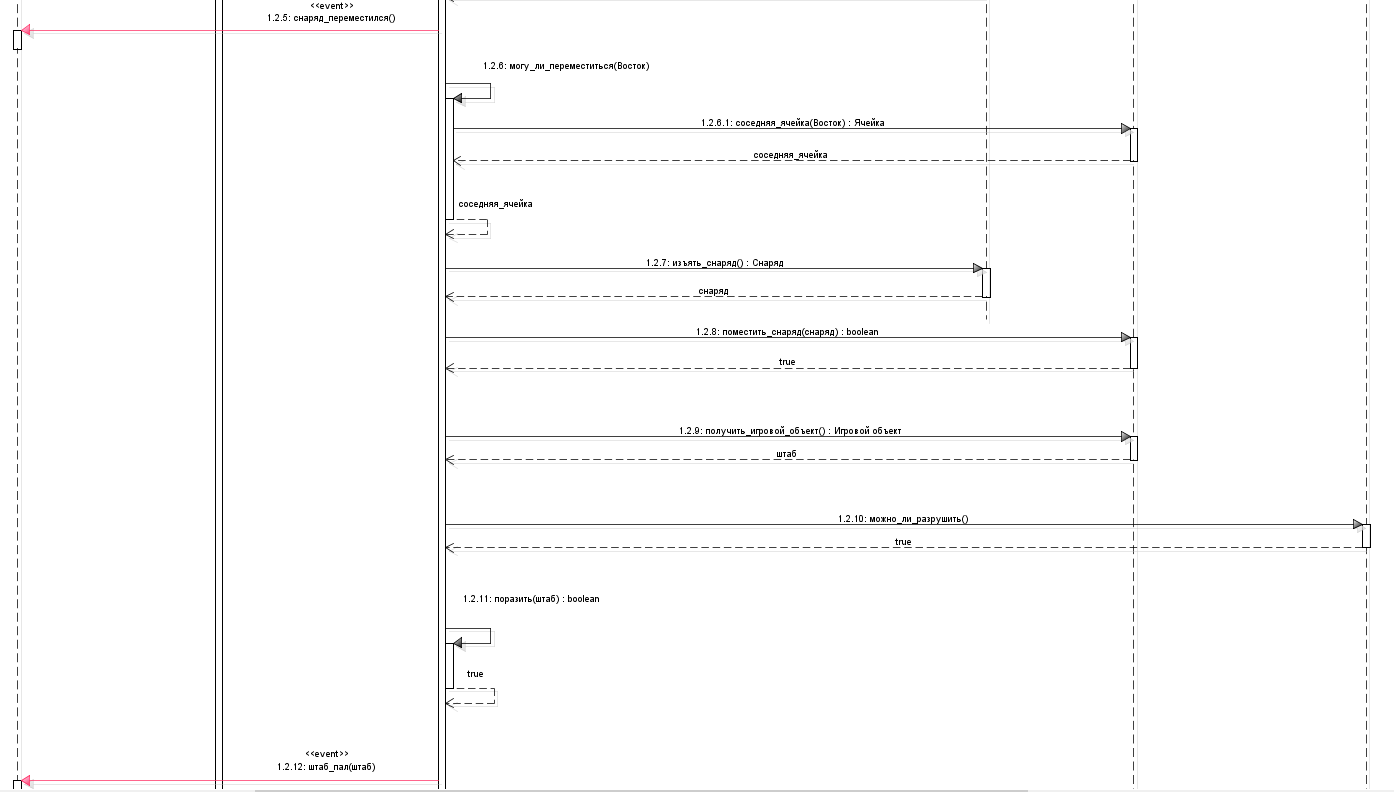 <<event>>
1.2.5: снаряд_переместился()
1.2.6: могу_ли_переместиться(Восток)
1.2.6.1: соседняя_ячейка(Восток) : Ячейка
соседняя_ячейка
соседняя_ячейка
1.2.7: изъять_снаряд() : Снаряд
снаряд
1.2.8: поместить_снаряд(снаряд) : boolean
true
1.2.9: получить_игровой_объект() : Игровой объект
штаб
1.2.10: можно_ли_разрушить()
true
1.2.11: поразить(штаб) : boolean
true
<<event>>
1.2.12: штаб_пал(штаб)